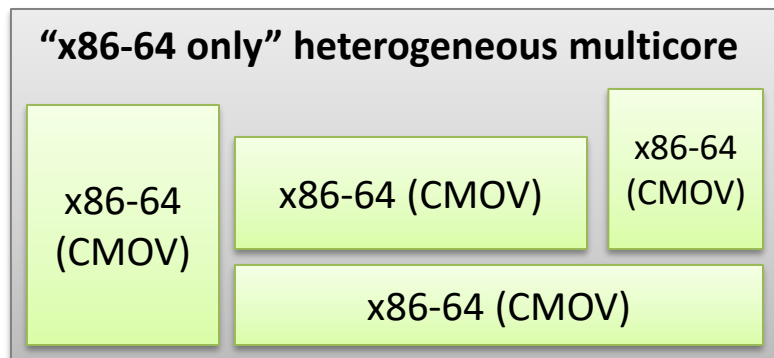 “x86-64 only” heterogeneous multicore
x86-64
(CMOV)
x86-64 (CMOV)
x86-64
(CMOV)
x86-64 (CMOV)